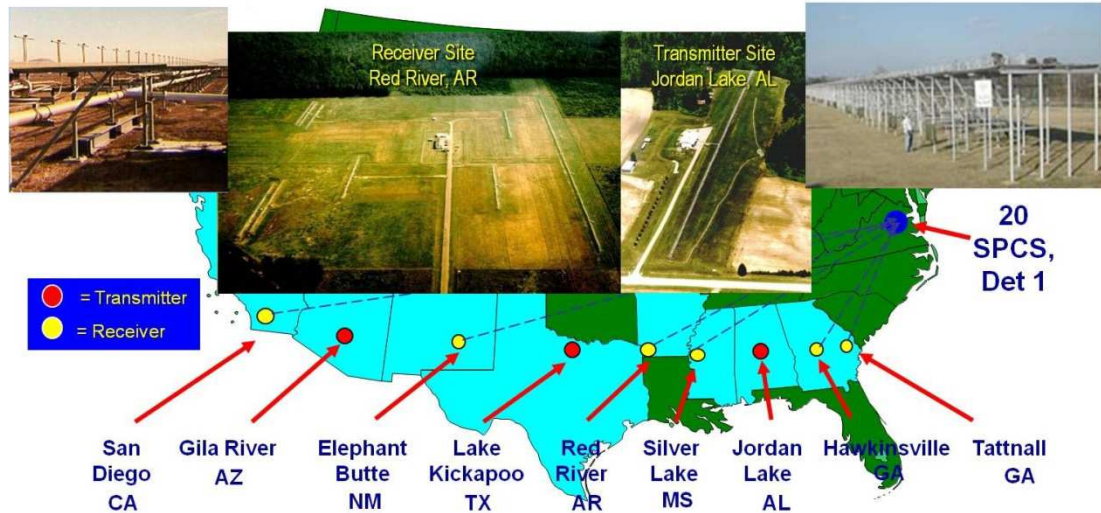 Receiver Site
Red River, AR
Transmitter Site
Jordan Lake, AL
20
SPCS,
Det 1
= Transmitter
= Receiver
San
Diego
CA
Gila River
AZ
Elephant
Butte
NM
Lake
Kickapoo
TX
Red
River
AR
Silver
Lake
MS
Jordan
Lake
AL
Hawkinsville
GA
Tattnall
GA